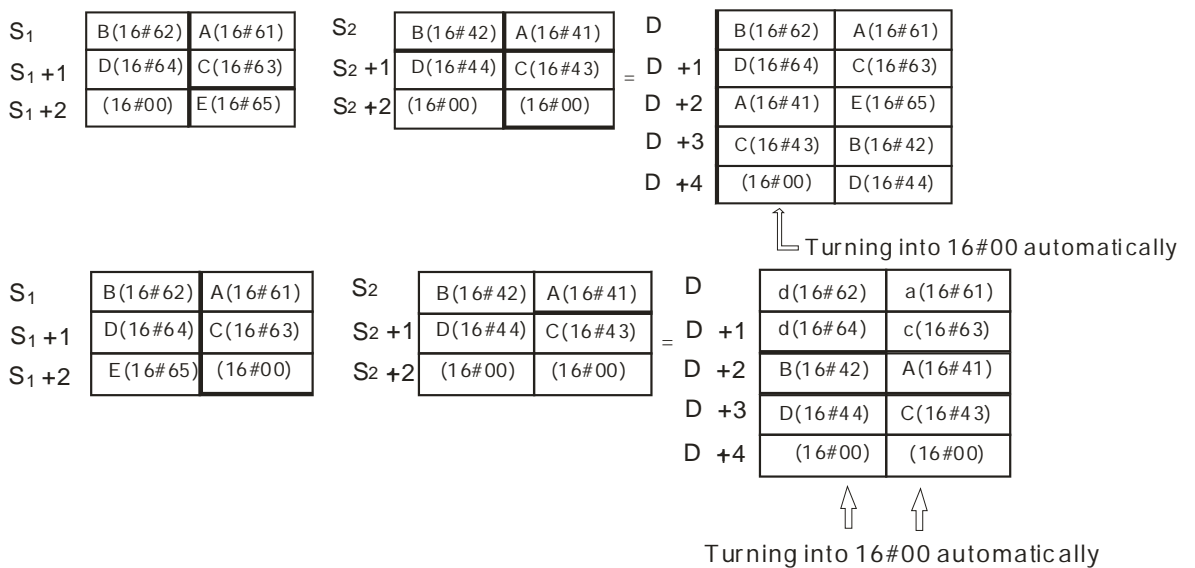 S1 B(16#62) A(16#61) S2 B(16#42) A(16#41) D B(16#62) A(16#61)
S1 +1 D(16#64) C(16#63) S2 +1 D(16#44) C(16#43) = D +1 D(16#64) C(16#63)
S1 +2 (16#00) E(16#65) S2 +2 (16#00) (16#00) D +2 A(16#41) E(16#65)
D +3 C(16#43) B(16#42)
D +4 (16#00) D(16#44)
Turning into 16#00 automatically
S1 B(16#62) A(16#61) S2 B(16#42) A(16#41) D d(16#62) a(16#61)
S1 +1 D(16#64) C(16#63) S2 +1 D(16#44) C(16#43) = D +1 d(16#64) c(16#63)
S1 +2 E(16#65) (16#00) S2 +2 (16#00) (16#00) D +2 B(16#42) A(16#41)
D +3 D(16#44) C(16#43)
D +4 (16#00) (16#00)
Turning into 16#00 automatically